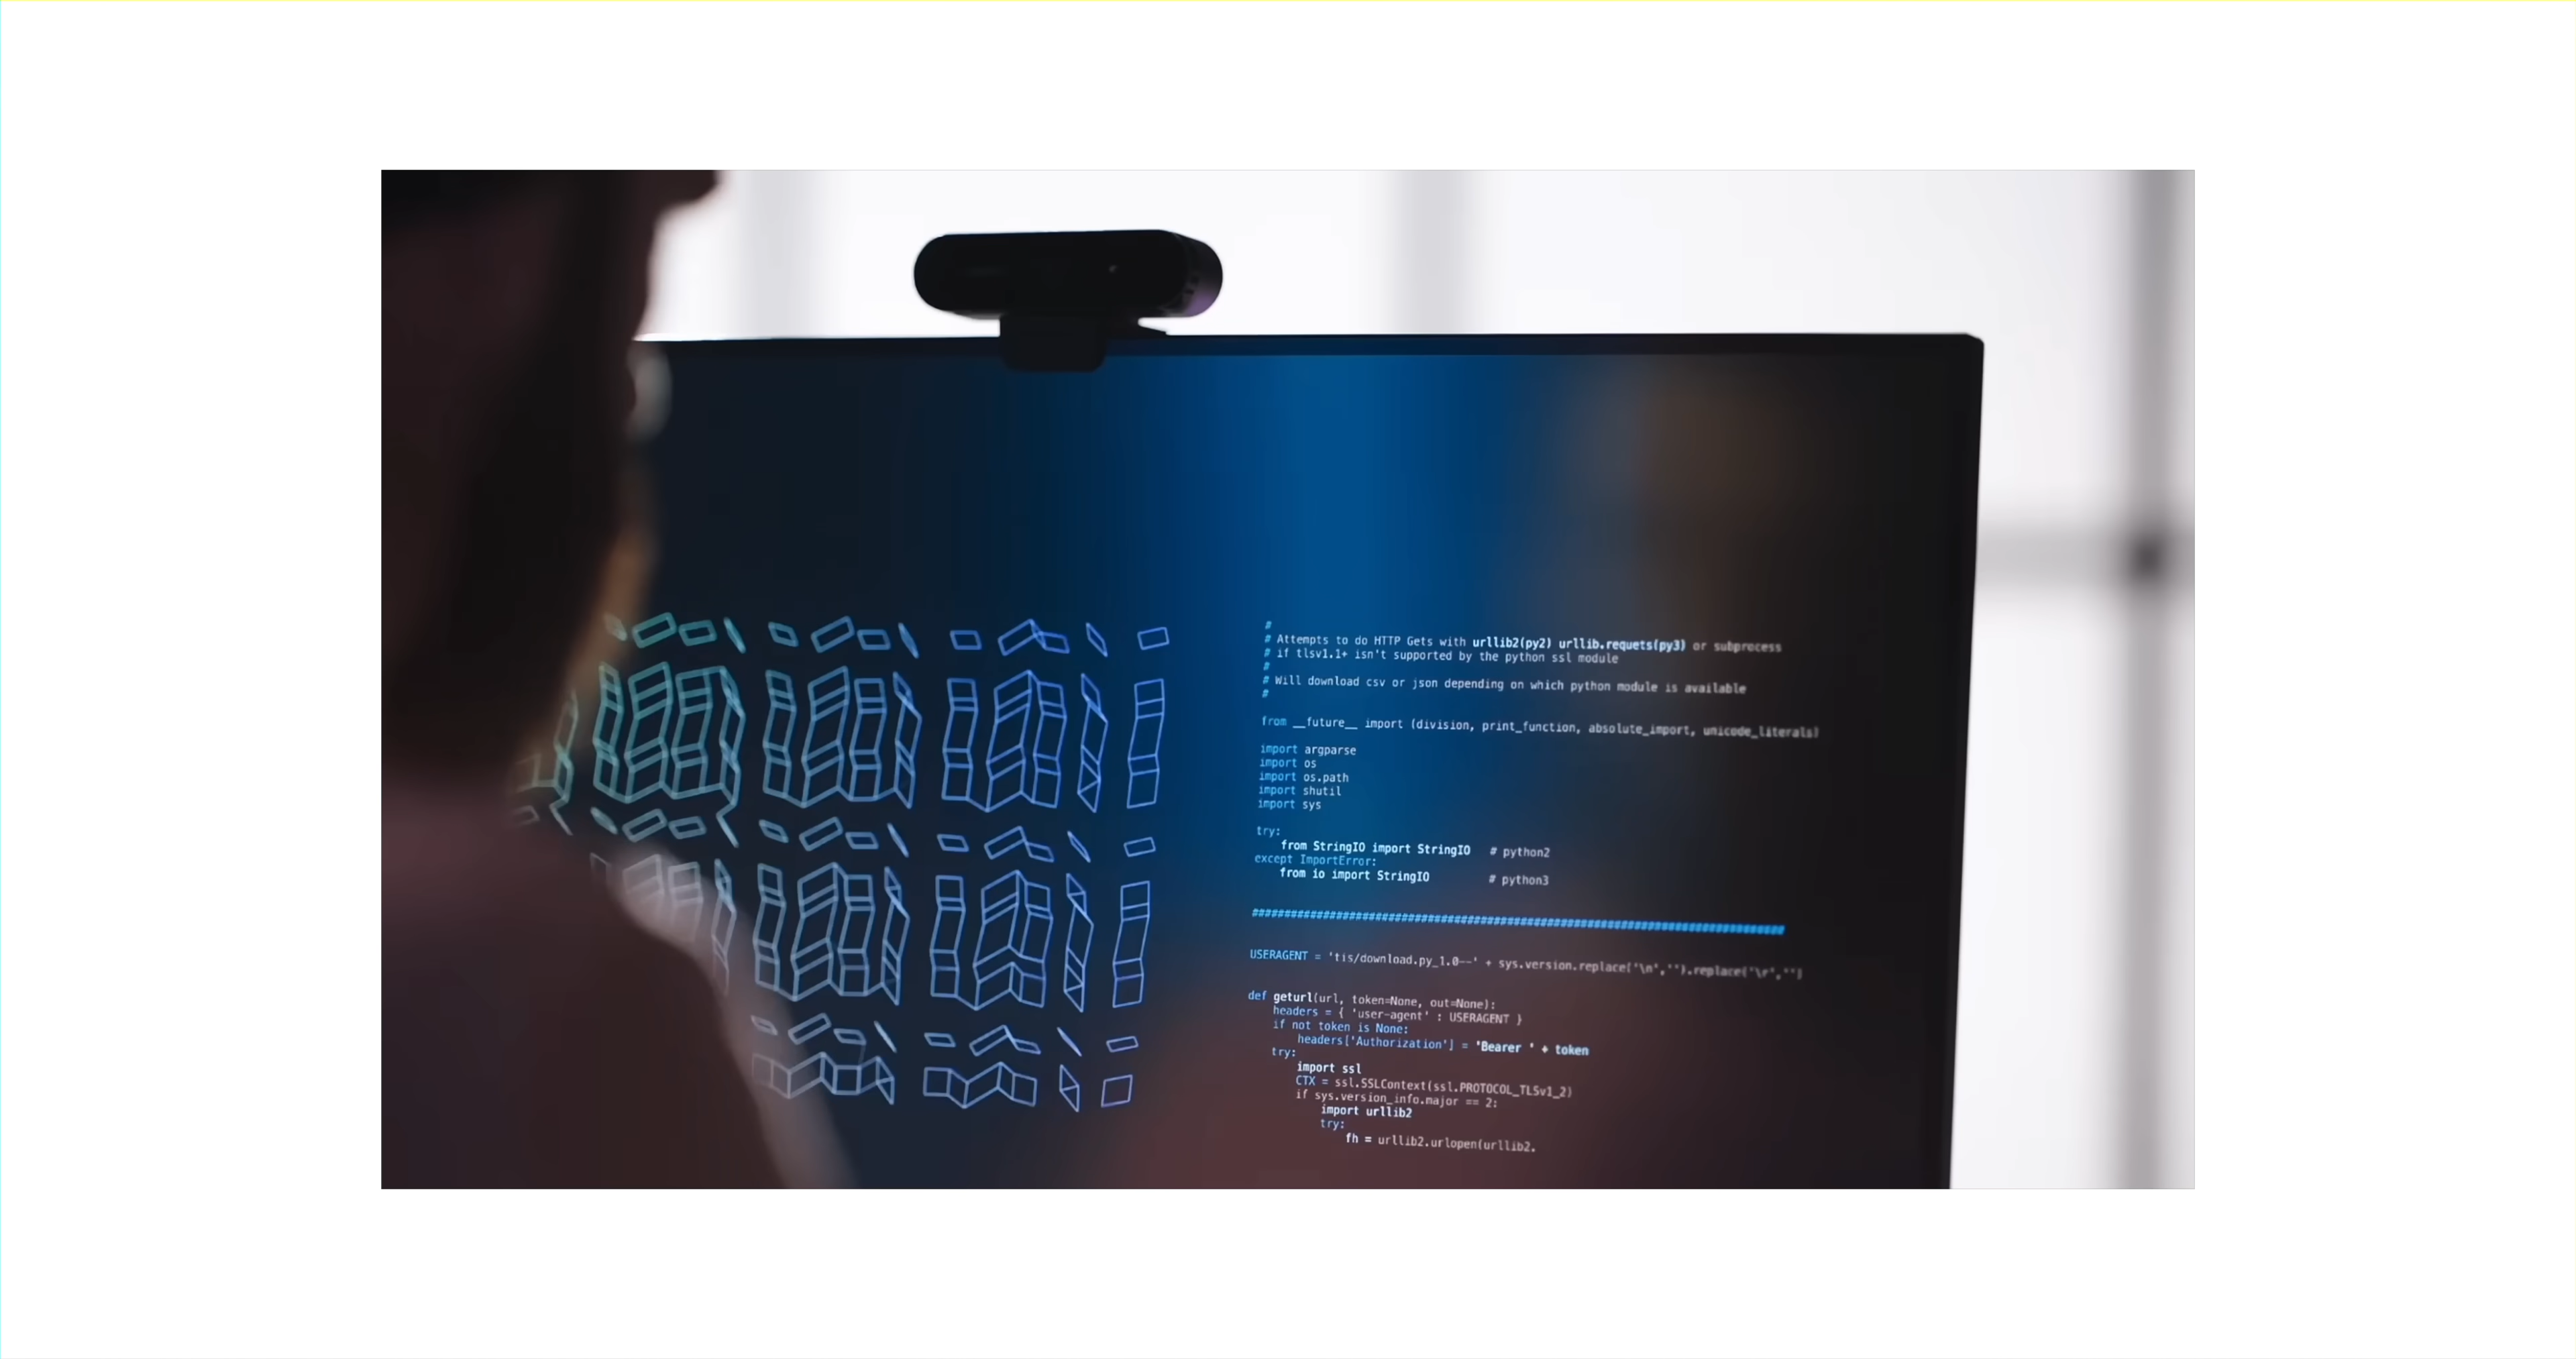 #
# Attempts to do HTTP Gets with urllib2(py2) urllib.requets(py3) or subprocess
# if tlsv1.1+ isn't supported by the python ssl module
#
# Will download csv or json depending on which python module is available
#
from __future__ import (division, print_function, absolute_import, unicode_literals)
import argparse
import os
import os.path
import shutil
import sys
try:
from StringIO import StringIO # python2
except ImportError:
from io import StringIO # python3
################################################################################
USERAGENT = 'tis/download.py_1.0--' + sys.version.replace('\n','').replace('\r','')
def geturl(url, token=None, out=None):
headers = { 'user-agent' : USERAGENT }
if not token is None:
headers['Authorization'] = 'Bearer ' + token
try:
import ssl
CTX = ssl.SSLContext(ssl.PROTOCOL_TLSv1_2)
if sys.version_info.major == 2:
import urllib2
try:
fh = urllib2.urlopen(urllib2.